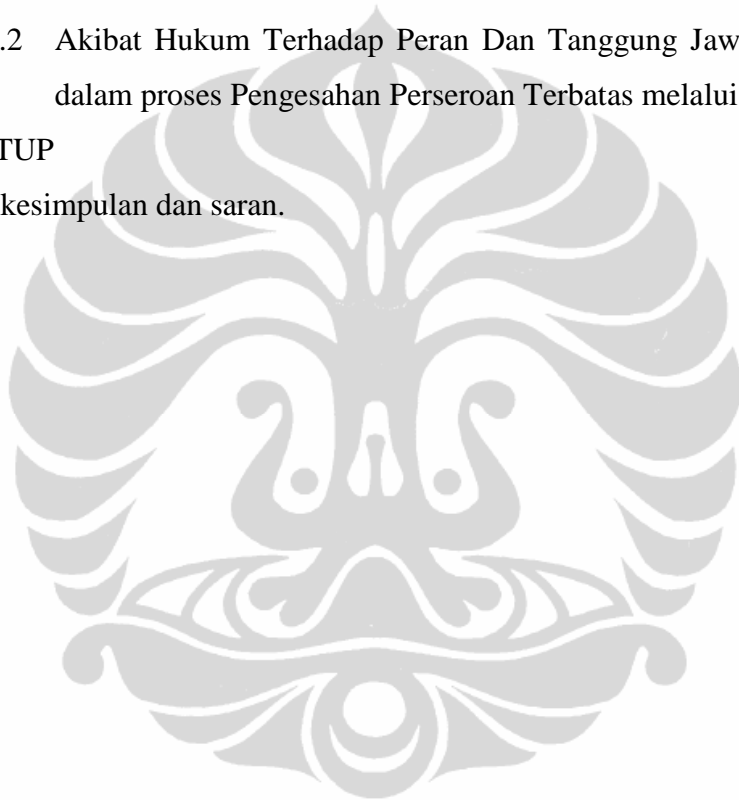 .2 Akibat Hukum Terhadap Peran Dan Tanggung Jaw
dalam proses Pengesahan Perseroan Terbatas melalui
TUP
kesimpulan dan saran.